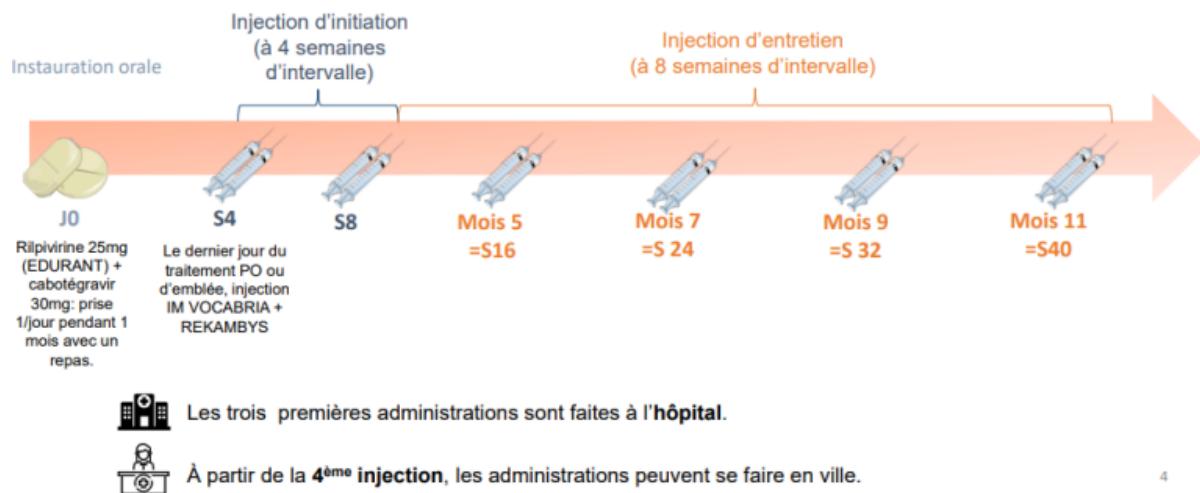 Instauration orale
Injection d'initiation
(à 4 semaines
d'intervalle)
Injection d'entretien
(à 8 semaines d'intervalle)
J0
Rilpivirine 25mg
(EDURANT) +
cabotégravir
30mg: prise
1/jour pendant 1
mois avec un
repas.
S4
Le dernier jour du
traitement PO ou
d'emblée, injection
IM VOCABRIA +
REKAMBYS
S8
Mois 5
=S16
Mois 7
=S 24
Mois 9
=S 32
Mois 11
=S40
Les trois premières administrations sont faites à l'hôpital.
À partir de la 4ème injection, les administrations peuvent se faire en ville.
4